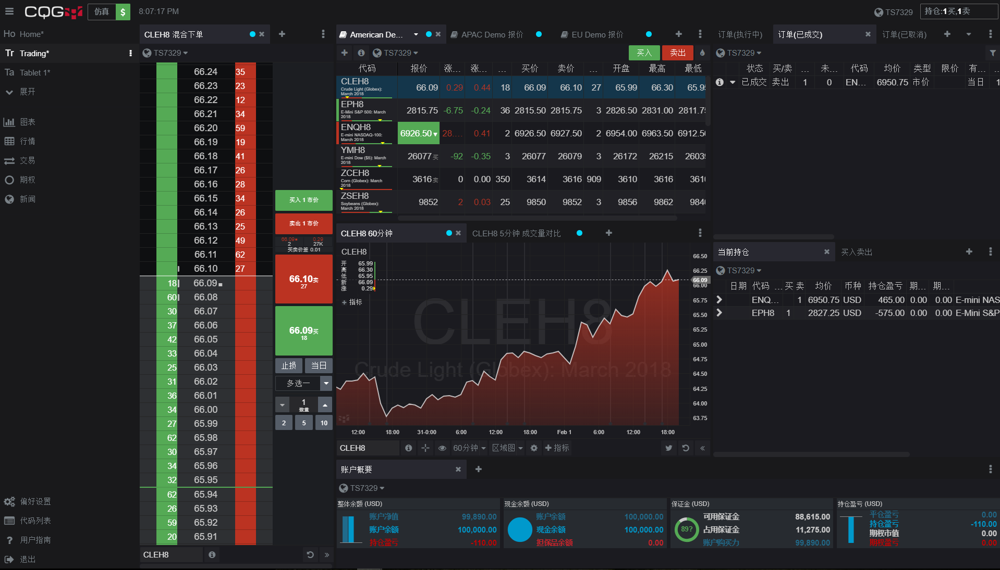 CQG
仿真 $
8:07:17 PM
TS7329
持仓:1买,1卖
Ho Home*
Tr Trading*
Ta Tablet 1*
展开
图表
行情
交易
期权
新闻
偏好设置
代码列表
用户指南
退出
CLEH8 混合下单
TS7329
66.24 35
66.23 23
66.22 12
66.21 34
66.20 59
66.19 19
66.18 41
66.17 26
66.16 28
66.15 34
66.14 26
66.13 25
66.12 49
66.11 62
66.10 27
18 66.09
60 66.08
30 66.07
37 66.06
42 66.05
33 66.04
25 66.03
31 66.02
36 66.01
34 66.00
27 65.99
62 65.98
30 65.97
34 65.96
32 65.95
62 65.94
26 65.93
59 65.92
20 65.91
CLEH8
买入 1 市价
卖出 1 市价
66.09 0.29
2 27K
买卖价差 0.01
66.10卖
27
66.09买
18
止损 当日
多选一
1
数量
2 5 10
American De... APAC Demo 报价 EU Demo 报价
TS7329 买入 卖出
代码 报价 涨... 涨... ... 买价 卖价 ... 开盘 最高 最低
CLEH8 66.09 0.29 0.44 18 66.09 66.10 27 65.99 66.30 65.9
Crude Light (Globex):
March 2018
EPH8 2815.75 -6.75 -0.24 36 2815.50 2815.75 3 2826.50 2831.00 2811.7
E-Mini S&P 500: March
2018
ENQH8 6926.50 28.... 0.41 2 6926.50 6927.50 2 6954.00 6963.50 6912.5
E-mini NASDAQ-100:
March 2018
YMH8 26077买 -92 -0.35 3 26077 26079 3 26172 26215 2603
E-mini Dow ($5): March
2018
ZCEH8 3616卖 0 0.00 350 3614 3616 909 3610 3616 361
Corn (Globex): March
2018
ZSEH8 9852 2 0.03 25 9850 9852 3 9856 9862 984
Soybeans (Globex):
March 2018
CLEH8 60分钟 CLEH8 5分钟 成交量对比
CLEH8
开 65.99
高 66.30
低 65.95
新 66.09
涨 0.29
指标
CLEH8
Crude Light (Globex): March 2018
66.50
66.25
66.09
66.00
65.75
65.50
65.25
65.00
64.75
64.50
64.25
64.00
63.75
12:00 18:00 31-0:00 6:00 12:00 18:00 Feb 1 6:00 12:00 18:00
CLEH8 60分钟 区域图 指标
账户概要
TS7329
整体余额 (USD)
账户净值 99,890.00
账户余额 100,000.00
持仓盈亏 -110.00
现金余额 (USD)
账户余额 100,000.00
现金余额 100,000.00
担保品余额 0.00
保证金 (USD)
89?
可用保证金 88,615.00
占用保证金 11,275.00
账户购买力 99,890.00
持仓盈亏 (USD)
平仓盈亏 0.00
持仓盈亏 -110.00
期权市值 0.00
期权盈亏 0.00
订单(执行中) 订单(已成交) 订单(已取消)
TS7329
状态 买/卖 ... 未... 代码 均价 类型 限价 有... ...
已成交 卖出 1 0 EN... 6950.75 市价 当日 1
当前持仓 买入卖出
TS7329
日期 代码 ... 买 卖 均价 币种 持仓盈亏 期... 期...
ENQ... 1 6950.75 USD 465.00 0.00 0.00 E-mini NAS
EPH8 1 2827.25 USD -575.00 0.00 0.00 E-Mini S&P